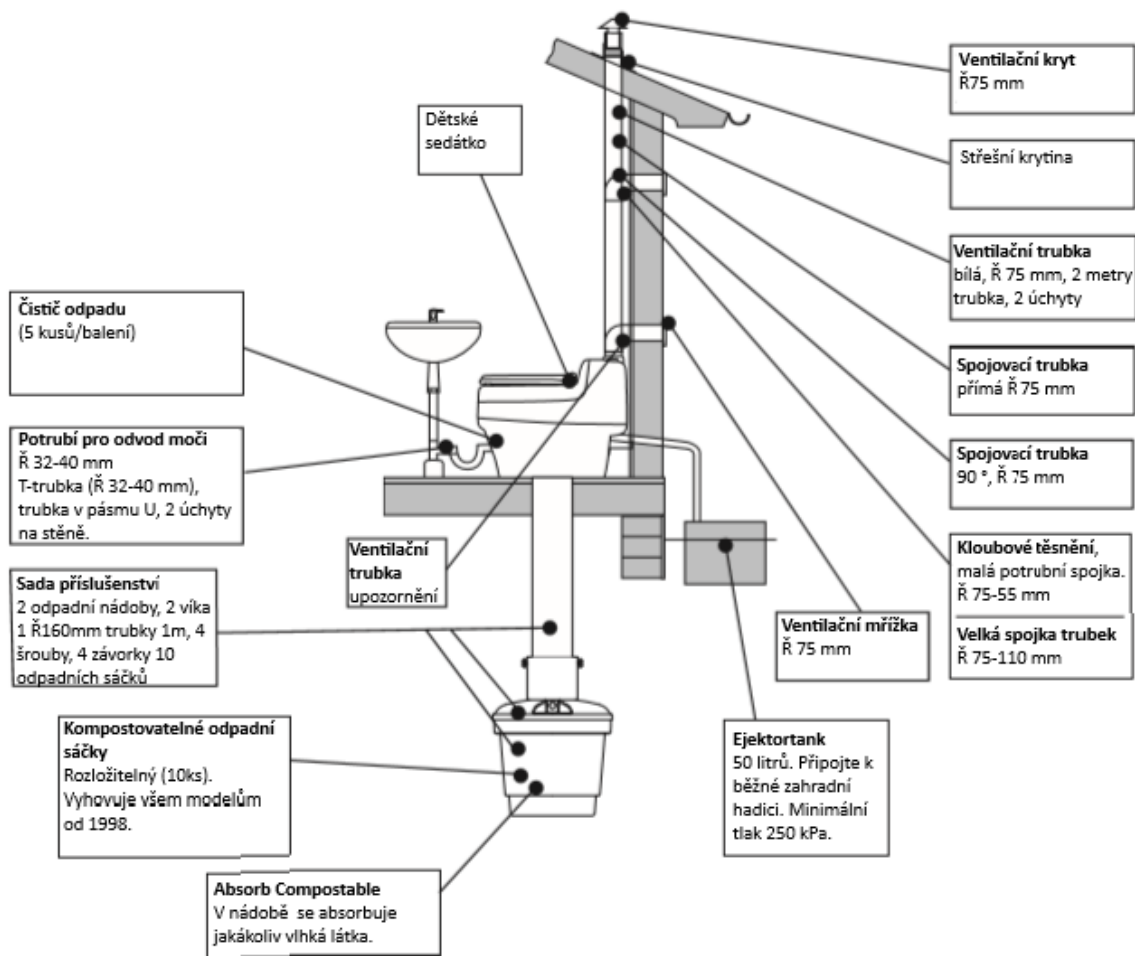 Ventilační kryt
Ř75 mm
Dětské
sedátko
Střešní krytina
Ventilační trubka
bílá, Ř 75 mm, 2 metry
trubka, 2 úchyty
Čistič odpadu
(5 kusů/balení)
Spojovací trubka
přímá Ř 75 mm
Potrubí pro odvod moči
Ř 32-40 mm
T-trubka (Ř 32-40 mm),
trubka v pásmu U, 2 úchyty
na stěně.
Spojovací trubka
90 °, Ř 75 mm
Ventilační
trubka
upozornění
Kloubové těsnění,
malá potrubní spojka.
Ř 75-55 mm
Velká spojka trubek
Ř 75-110 mm
Sada příslušenství
2 odpadní nádoby, 2 víka
1 Ř160mm trubky 1m, 4
šrouby, 4 závorky 10
odpadních sáčků
Ventilační mřížka
Ř 75 mm
Kompostovatelné odpadní
sáčky
Rozložitelný (10ks).
Vyhovuje všem modelům
od 1998.
Ejektortank
50 litrů. Připojte k
běžné zahradní
hadici. Minimální
tlak 250 kPa.
Absorb Compostable
V nádobě se absorbuje
jakákoliv vlhká látka.